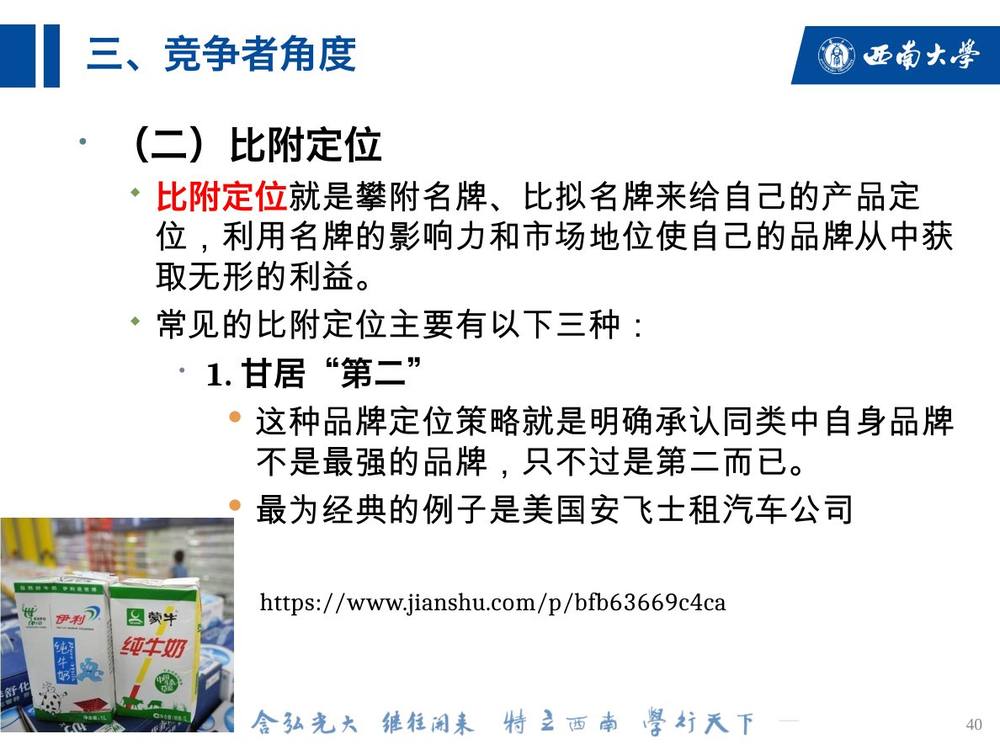 三、竞争者角度
西南大学
（二）比附定位
比附定位就是攀附名牌、比拟名牌来给自己的产品定
位，利用名牌的影响力和市场地位使自己的品牌从中获
取无形的利益。
常见的比附定位主要有以下三种：
1. 甘居“第二”
这种品牌定位策略就是明确承认同类中自身品牌
不是最强的品牌，只不过是第二而已。
最为经典的例子是美国安飞士租汽车公司
https://www.jianshu.com/p/bfb63669c4ca
伊利
纯牛奶
蒙牛
纯牛奶
舒化
含弘光大 继往开来 特立西南 學行天下
40